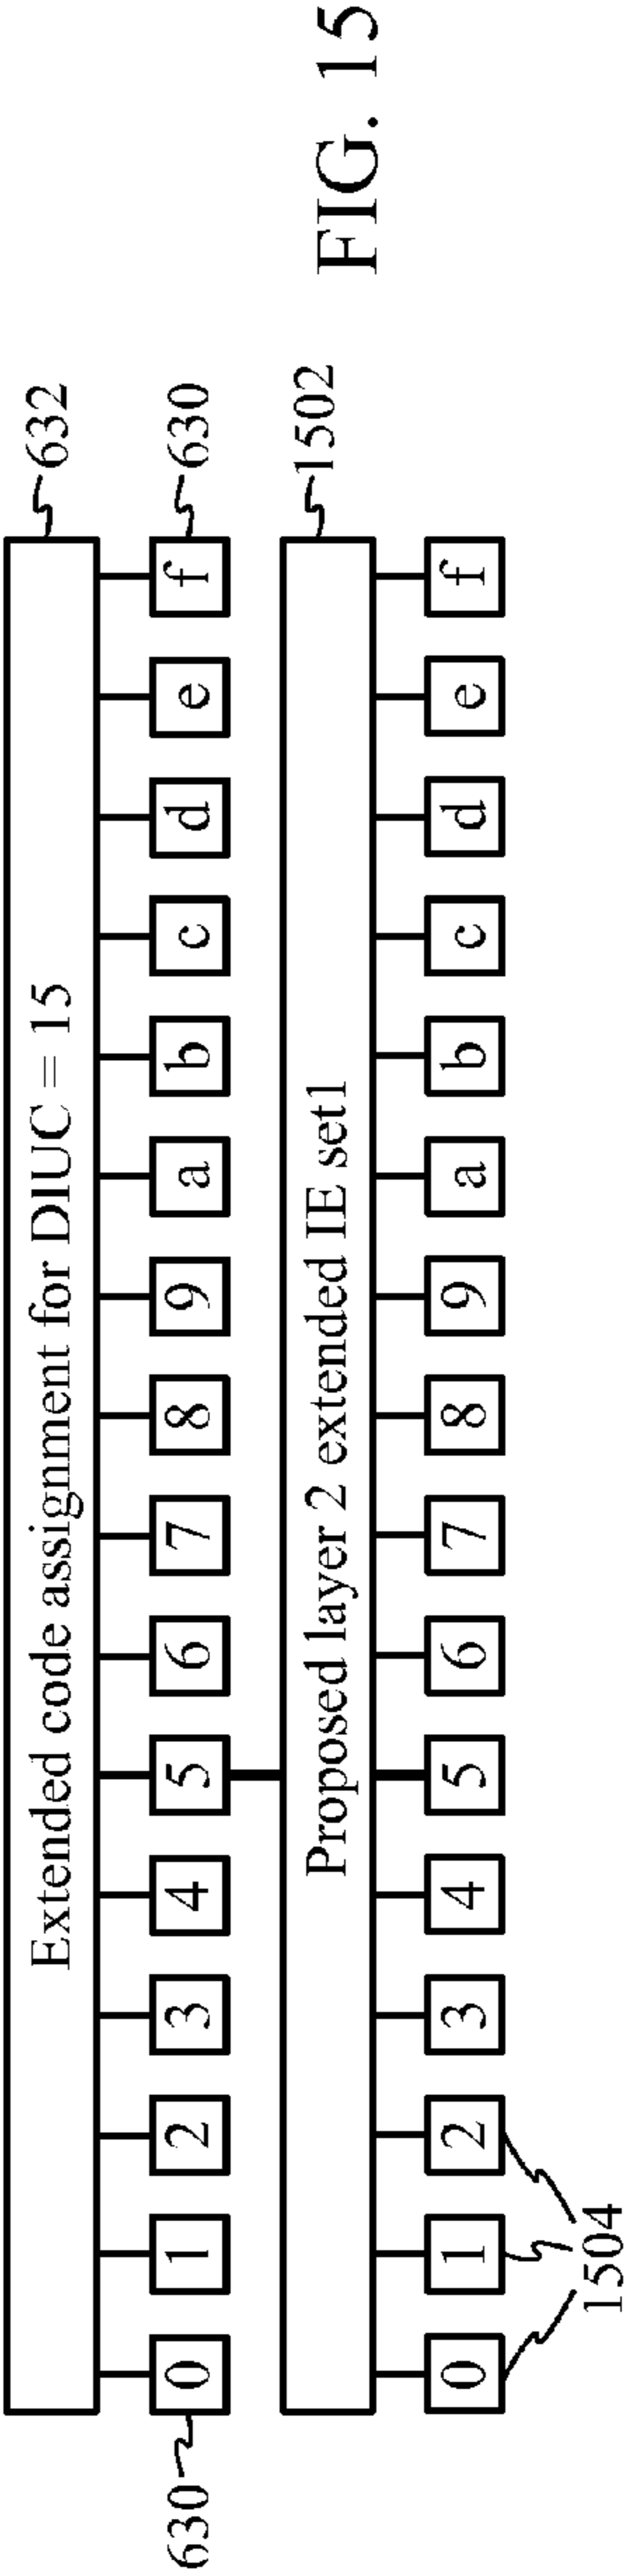 632
Extended code assignment for DIUC = 15
630
0 1 2 3 4 5 6 7 8 9 a b c d e f
630
1502
Proposed layer 2 extended IE set1
0 1 2 3 4 5 6 7 8 9 a b c d e f
1504
FIG. 15